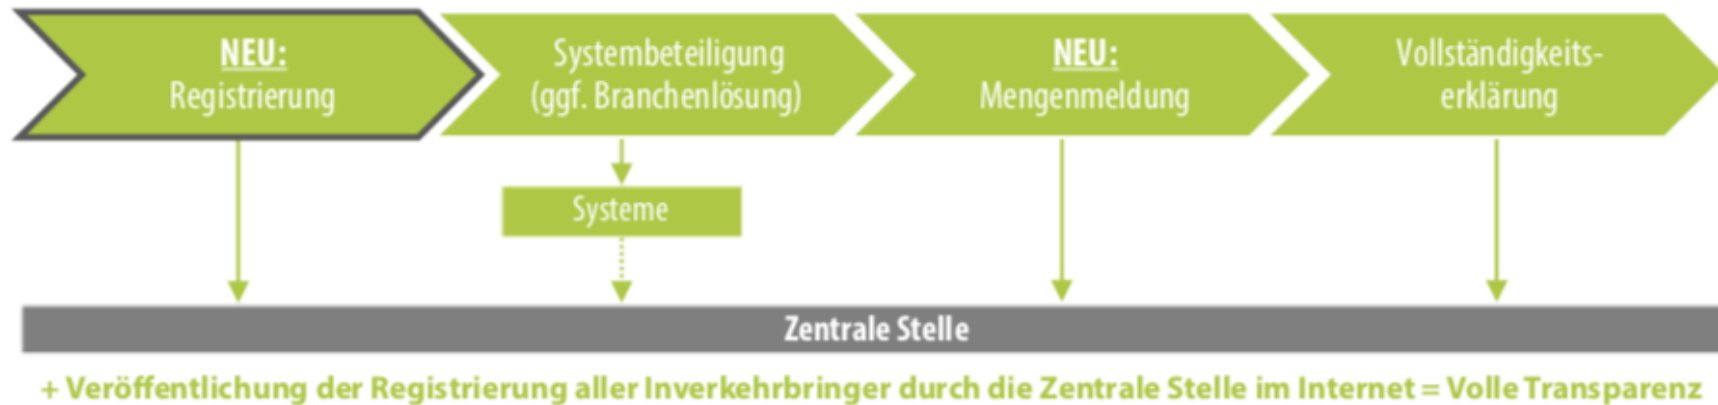 NEU:
Registrierung
Systembeteiligung
(ggf. Branchenlösung)
NEU:
Mengenmeldung
Vollständigkeits-
erklärung
Systeme
Zentrale Stelle
+ Veröffentlichung der Registrierung aller Inverkehrbringer durch die Zentrale Stelle im Internet = Volle Transparenz